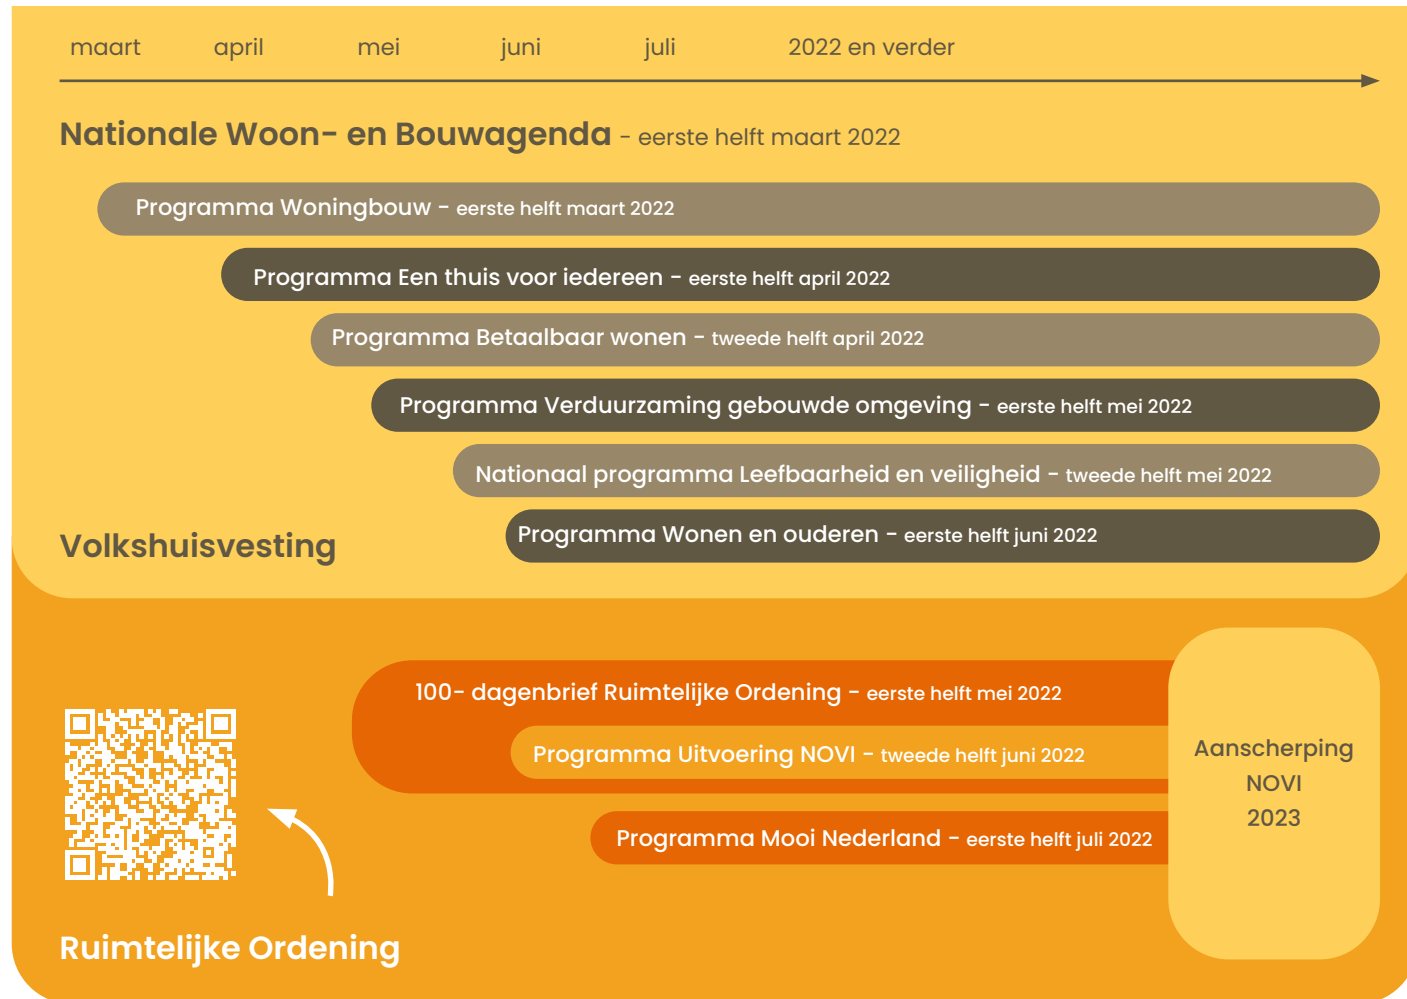 maart april mei juni juli 2022 en verder
Nationale Woon- en Bouwagenda - eerste helft maart 2022
Programma Woningbouw - eerste helft maart 2022
Programma Een thuis voor iedereen - eerste helft april 2022
Programma Betaalbaar wonen - tweede helft april 2022
Programma Verduurzaming gebouwde omgeving - eerste helft mei 2022
Nationaal programma Leefbaarheid en veiligheid - tweede helft mei 2022
Programma Wonen en ouderen - eerste helft juni 2022
Volkshuisvesting
100- dagenbrief Ruimtelijke Ordening - eerste helft mei 2022
Programma Uitvoering NOVI - tweede helft juni 2022
Programma Mooi Nederland - eerste helft juli 2022
Aanscherping
NOVI
2023
Ruimtelijke Ordening